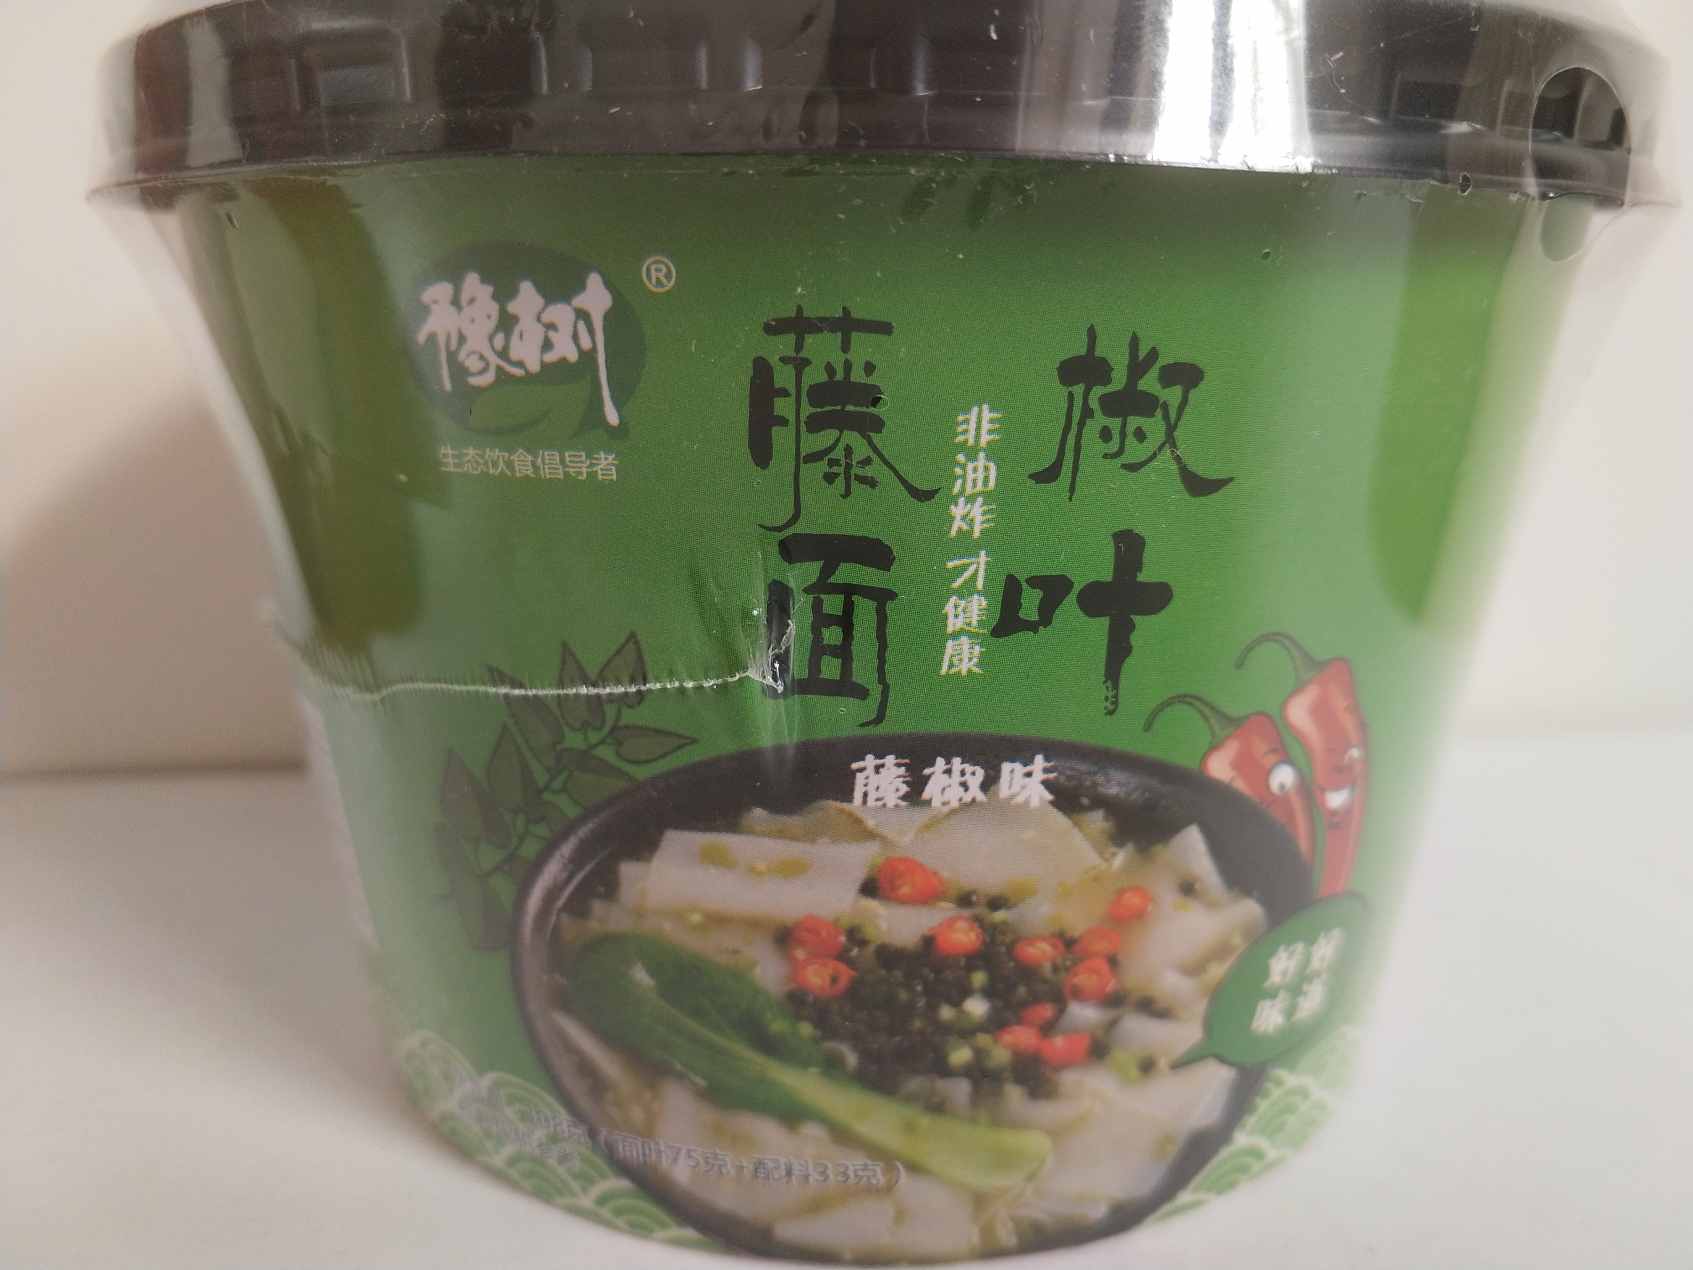 豫树
®
生态饮食倡导者
藤椒
面叶
非油炸 才健康
藤椒味
好
好
味
（面叶75克+配料33克）